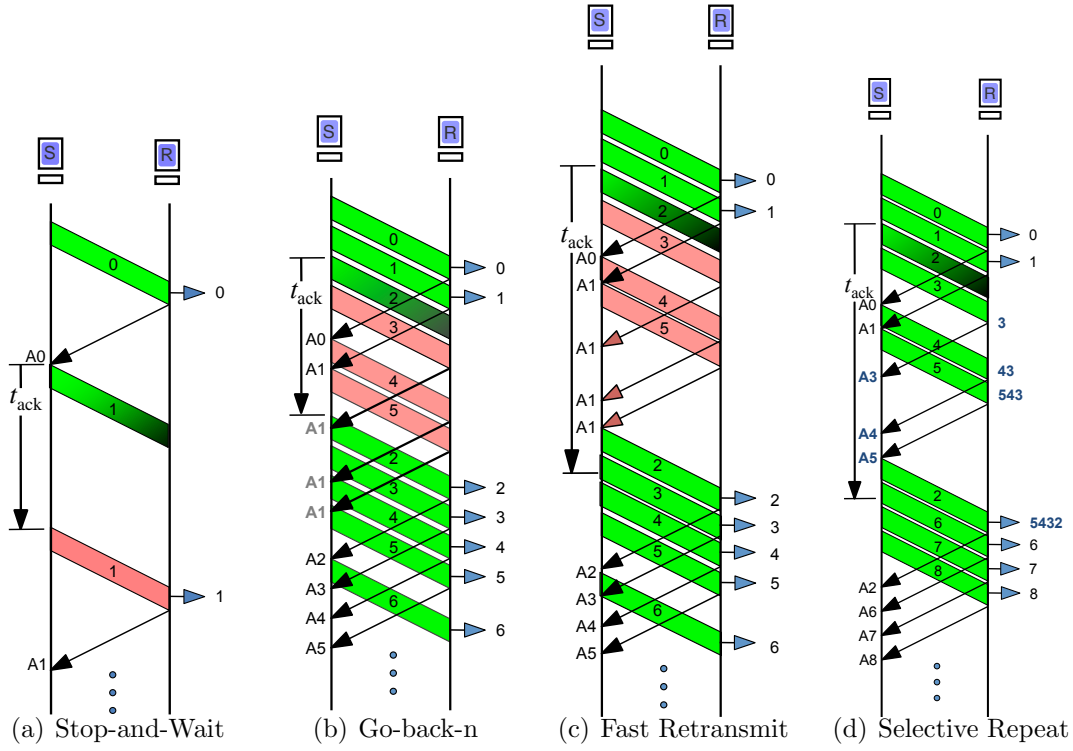 S
R
0
0
A0
t_ack
1
1
1
A1
(a) Stop-and-Wait
S
R
0
0
1
1
t_ack
2
A0
3
A1
4
5
A1
2
A1
3
2
A1
4
3
A2
5
4
A3
5
A4
6
6
A5
(b) Go-back-n
S
R
0
0
1
1
2
t_ack
3
A0
A1
4
5
A1
A1
A1
2
2
3
3
4
4
A2
5
5
A3
6
6
A4
A5
(c) Fast Retransmit
S
R
0
0
1
1
2
t_ack
3
A0
3
A1
4
43
A3
5
543
A4
A5
2
5432
6
6
7
7
A2
8
8
A6
A7
A8
(d) Selective Repeat